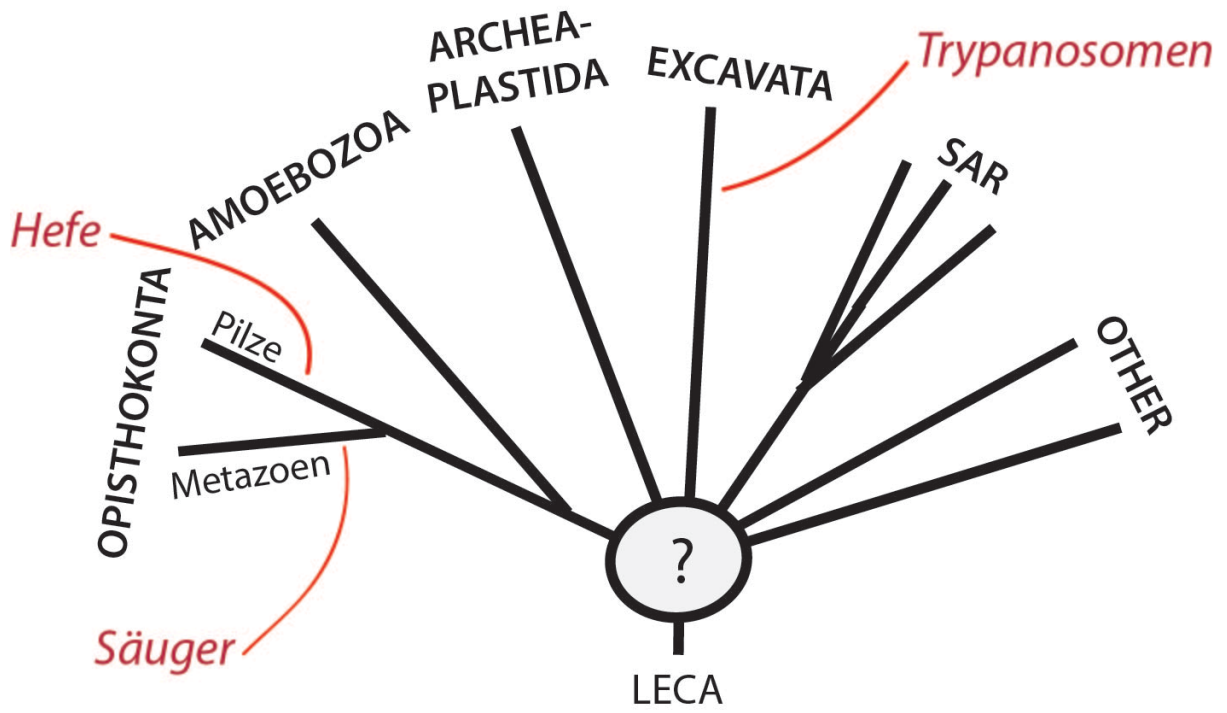 ARCHEA-
PLASTIDA
EXCAVATA
Trypanosomen
AMOEBOZOA
SAR
Hefe
OPISTHOKONTA
Pilze
Metazoen
OTHER
?
Säuger
LECA